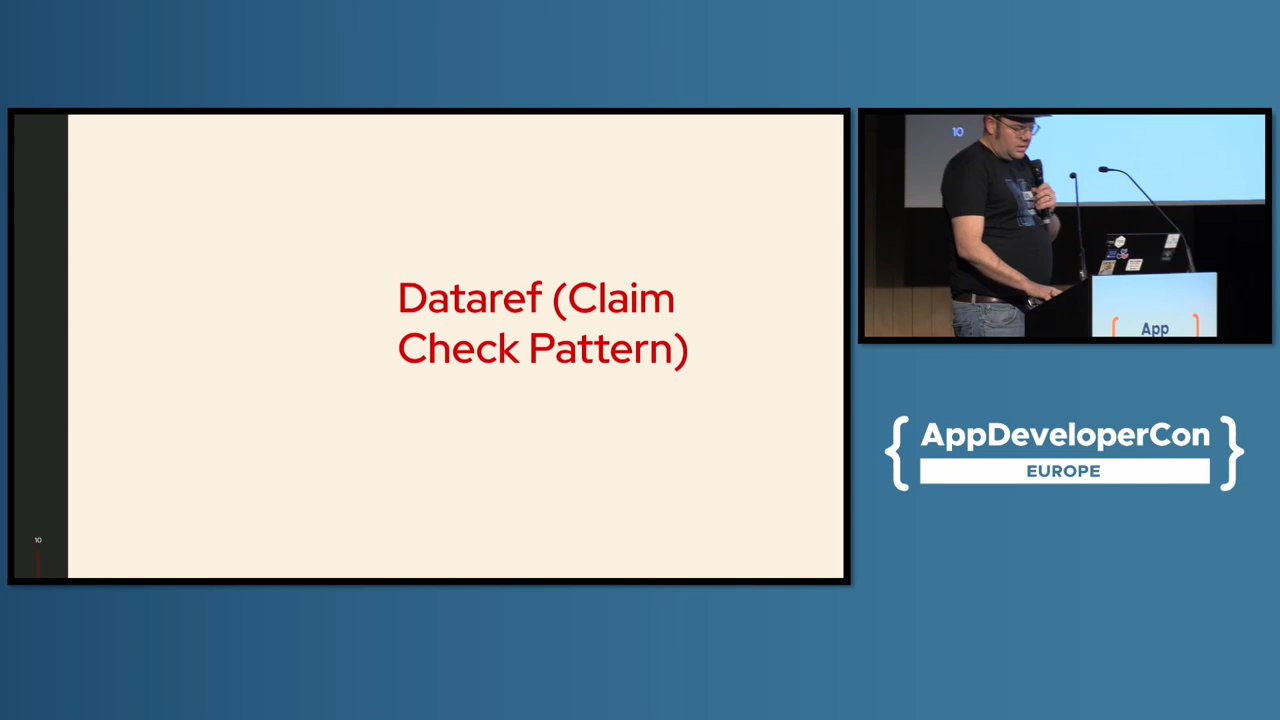 Dataref (Claim
Check Pattern)
10
10
App
{ AppDeveloperCon }
EUROPE